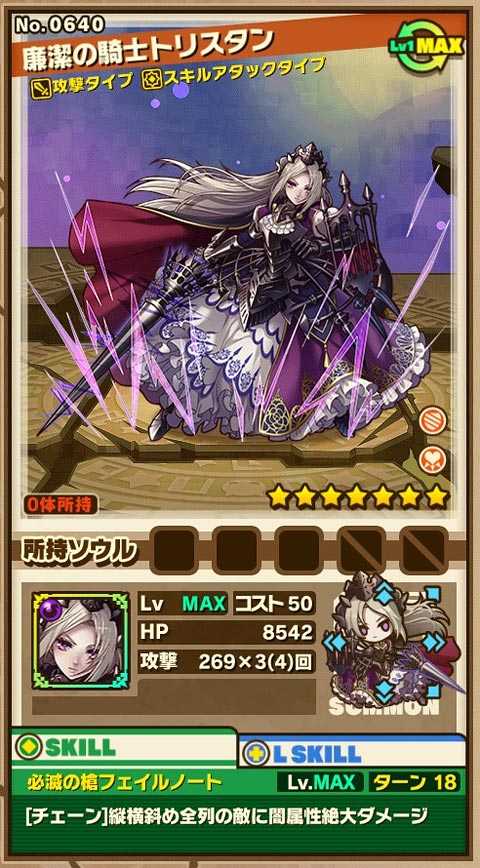 No.0640
廉潔の騎士トリスタン
Lv1 MAX
攻撃タイプ スキルアタックタイプ
0体所持
所持ソウル
Lv MAX コスト50
HP 8542
攻撃 269×3(4)回
SUMMON
SKILL
L SKILL
必滅の槍フェイルノート Lv.MAX ターン 18
[チェーン]縦横斜め全列の敵に闇属性絶大ダメージ